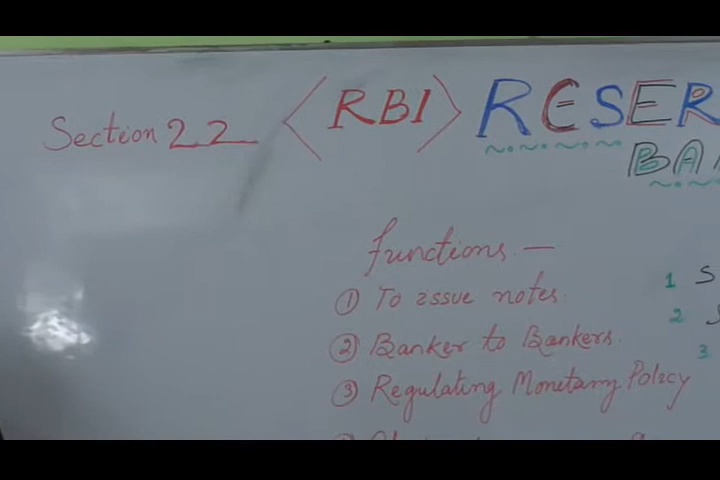 Section 22 <RBI> RESER
BA
functions —
① To issue notes.
② Banker to Bankers.
③ Regulating Monetary Policy
1 S
2
3